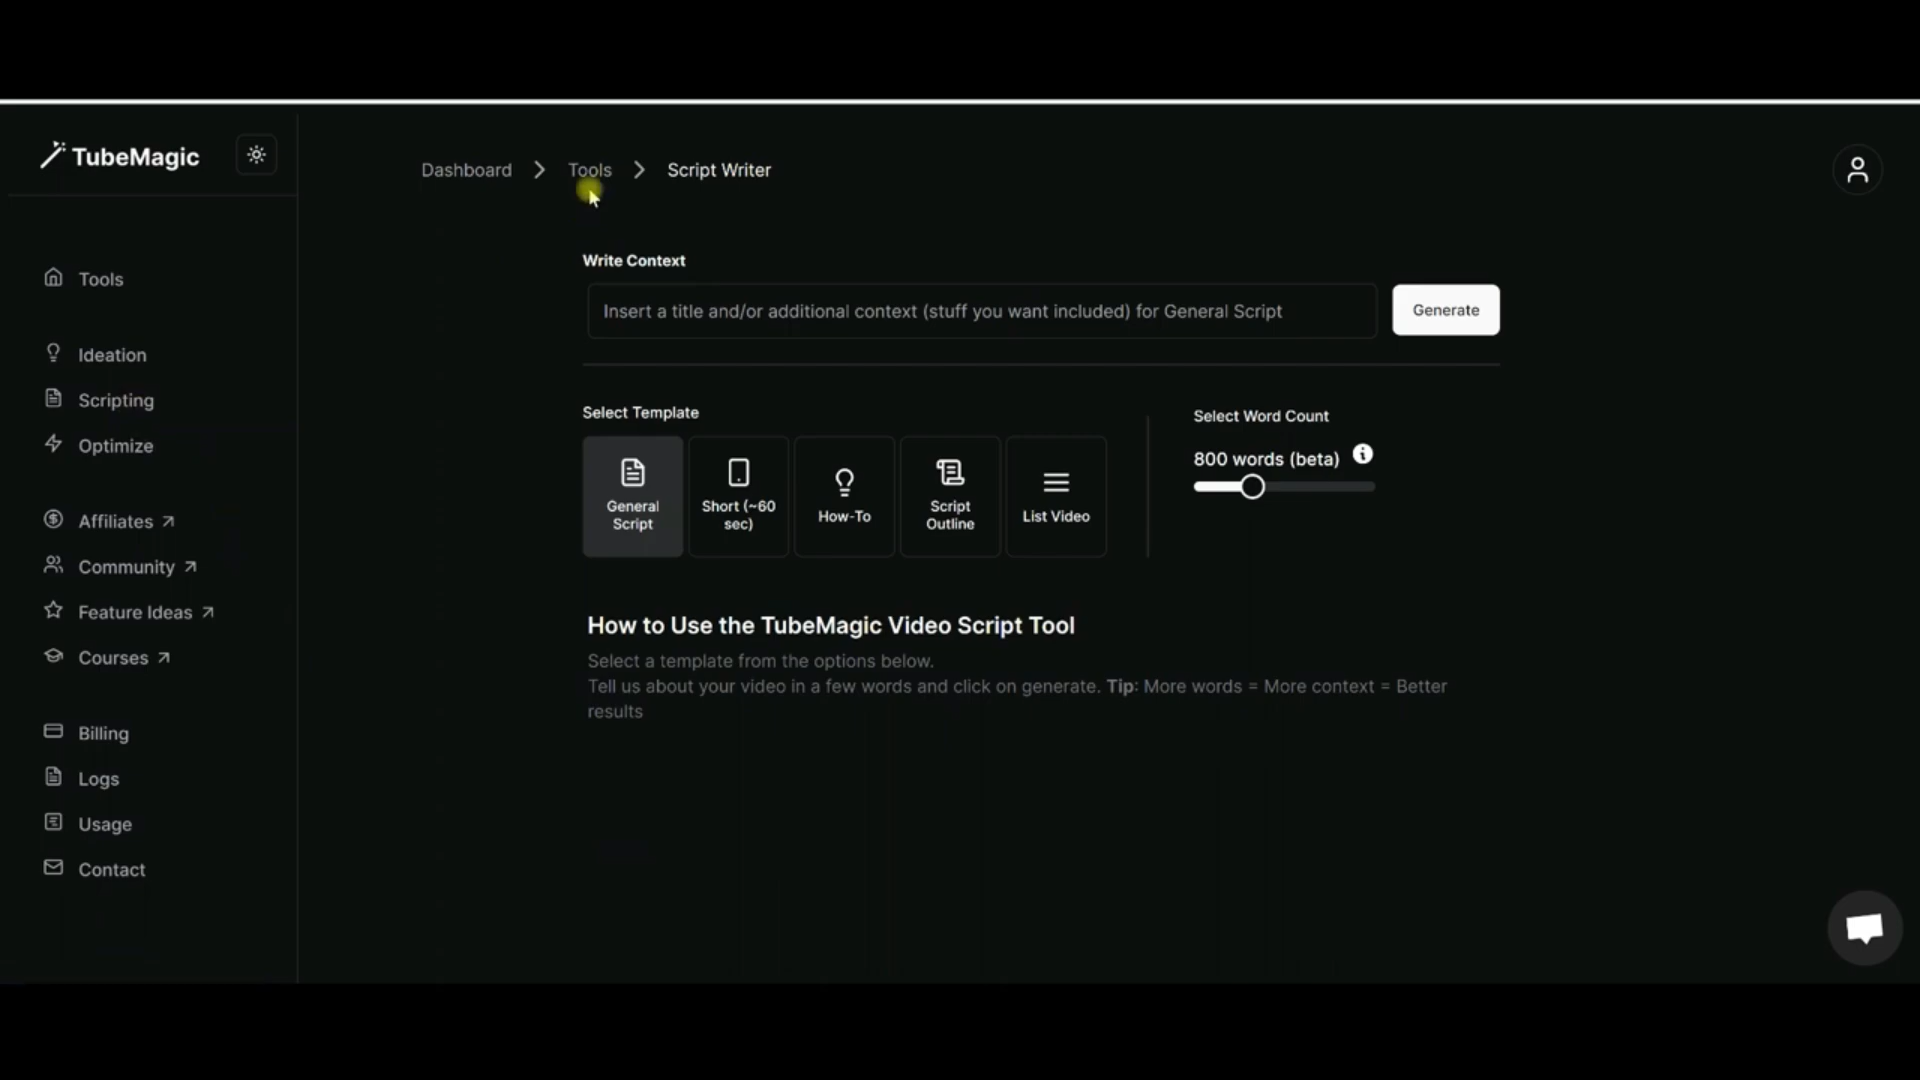 TubeMagic
Dashboard > Tools > Script Writer
Tools
Ideation
Scripting
Optimize
Affiliates
Community
Feature Ideas
Courses
Billing
Logs
Usage
Contact
Write Context
Insert a title and/or additional context (stuff you want included) for General Script
Generate
Select Template
General
Script
Short (~60
sec)
How-To
Script
Outline
List Video
Select Word Count
800 words (beta)
How to Use the TubeMagic Video Script Tool
Select a template from the options below.
Tell us about your video in a few words and click on generate. Tip: More words = More context = Better
results